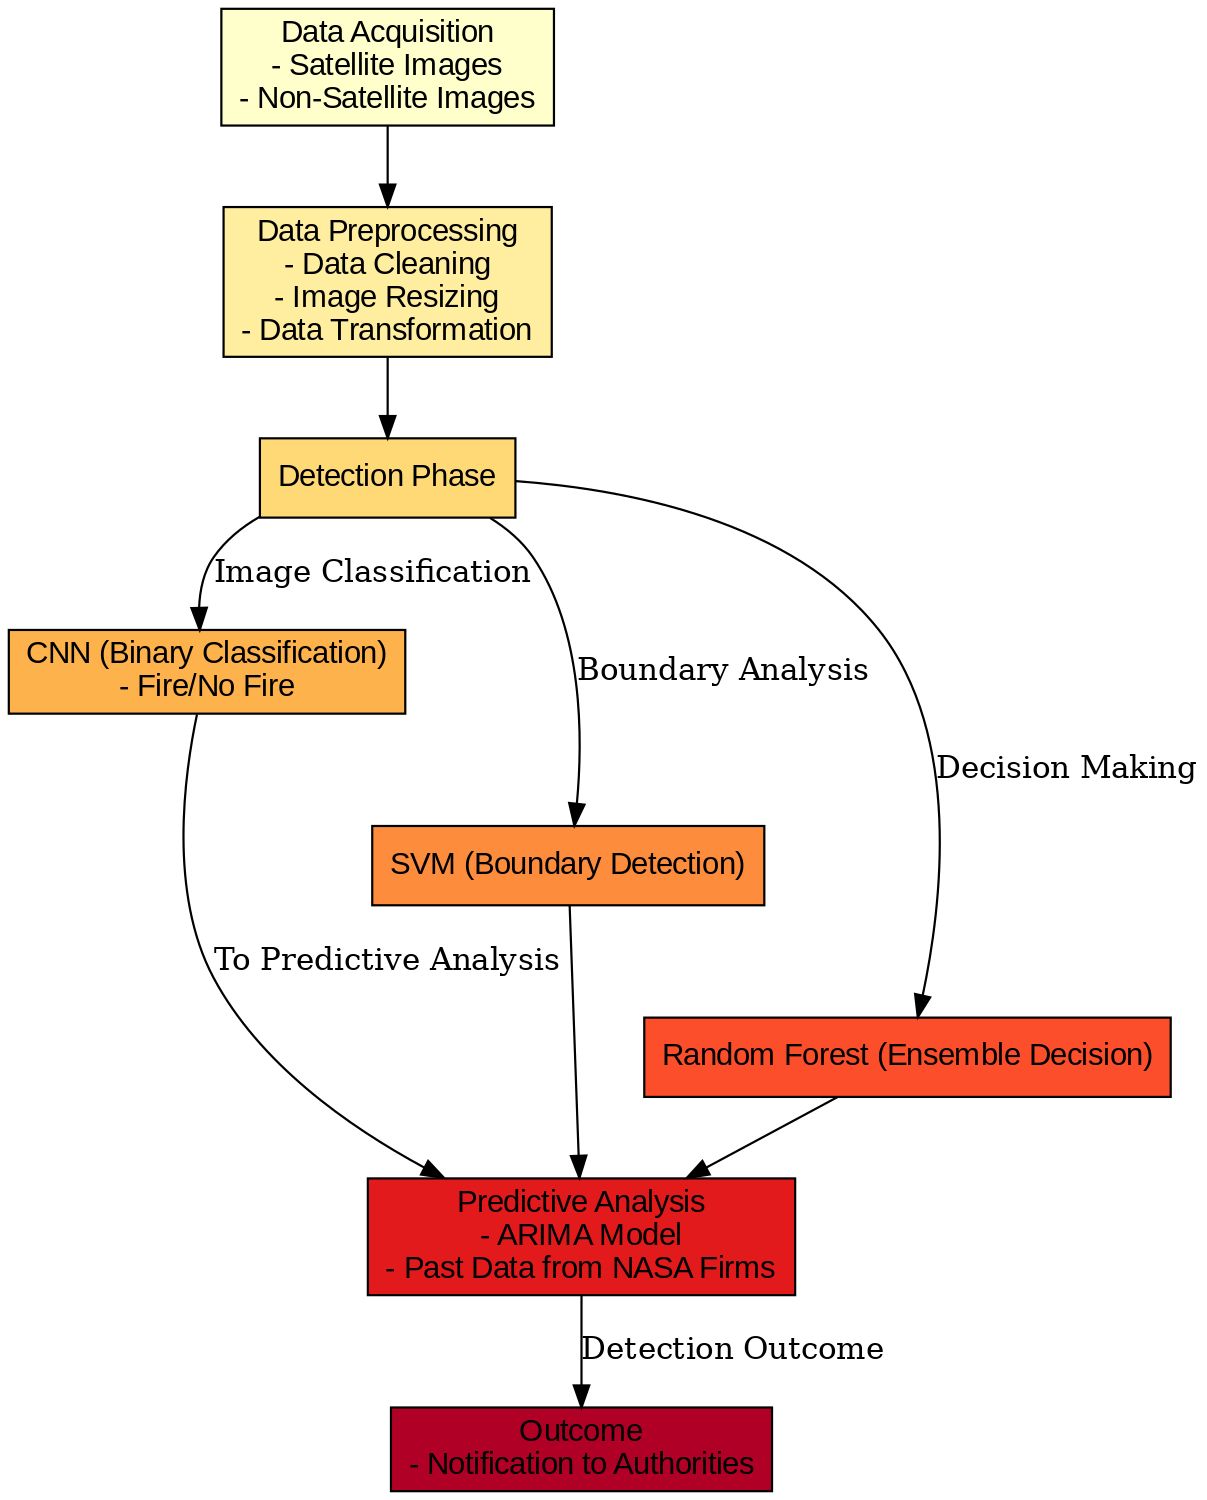 Data Acquisition
- Satellite Images
- Non-Satellite Images
Data Preprocessing
- Data Cleaning
- Image Resizing
- Data Transformation
Detection Phase
Image Classification
CNN (Binary Classification)
- Fire/No Fire
Boundary Analysis
Decision Making
SVM (Boundary Detection)
To Predictive Analysis
Random Forest (Ensemble Decision)
Predictive Analysis
- ARIMA Model
- Past Data from NASA Firms
Detection Outcome
Outcome
- Notification to Authorities